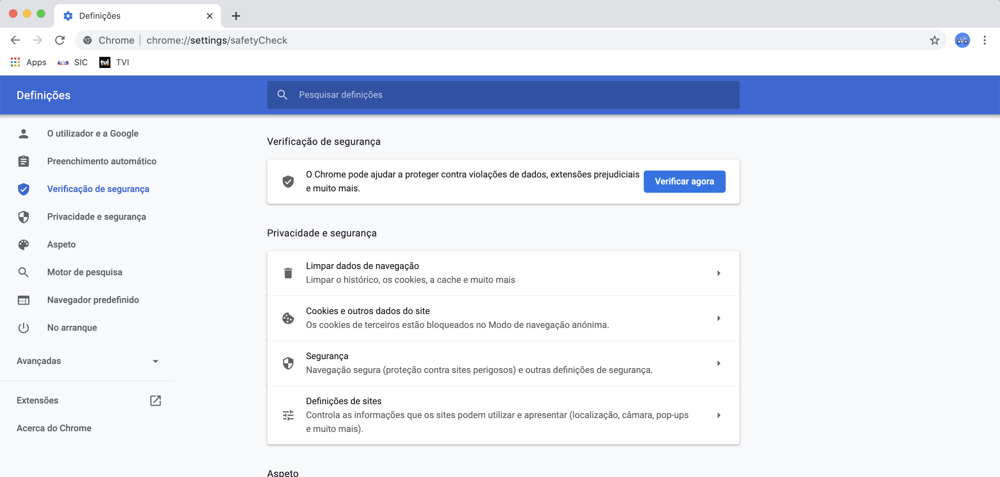 Definições
Chrome | chrome://settings/safetyCheck
Apps SIC tvi TVI
Definições
Pesquisar definições
O utilizador e a Google
Preenchimento automático
Verificação de segurança
Privacidade e segurança
Aspeto
Motor de pesquisa
Navegador predefinido
No arranque
Avançadas
Extensões
Acerca do Chrome
Verificação de segurança
O Chrome pode ajudar a proteger contra violações de dados, extensões prejudiciais
e muito mais.
Verificar agora
Privacidade e segurança
Limpar dados de navegação
Limpar o histórico, os cookies, a cache e muito mais
Cookies e outros dados do site
Os cookies de terceiros estão bloqueados no Modo de navegação anónima.
Segurança
Navegação segura (proteção contra sites perigosos) e outras definições de segurança.
Definições de sites
Controla as informações que os sites podem utilizar e apresentar (localização, câmara, pop-ups
e muito mais).
Aspeto